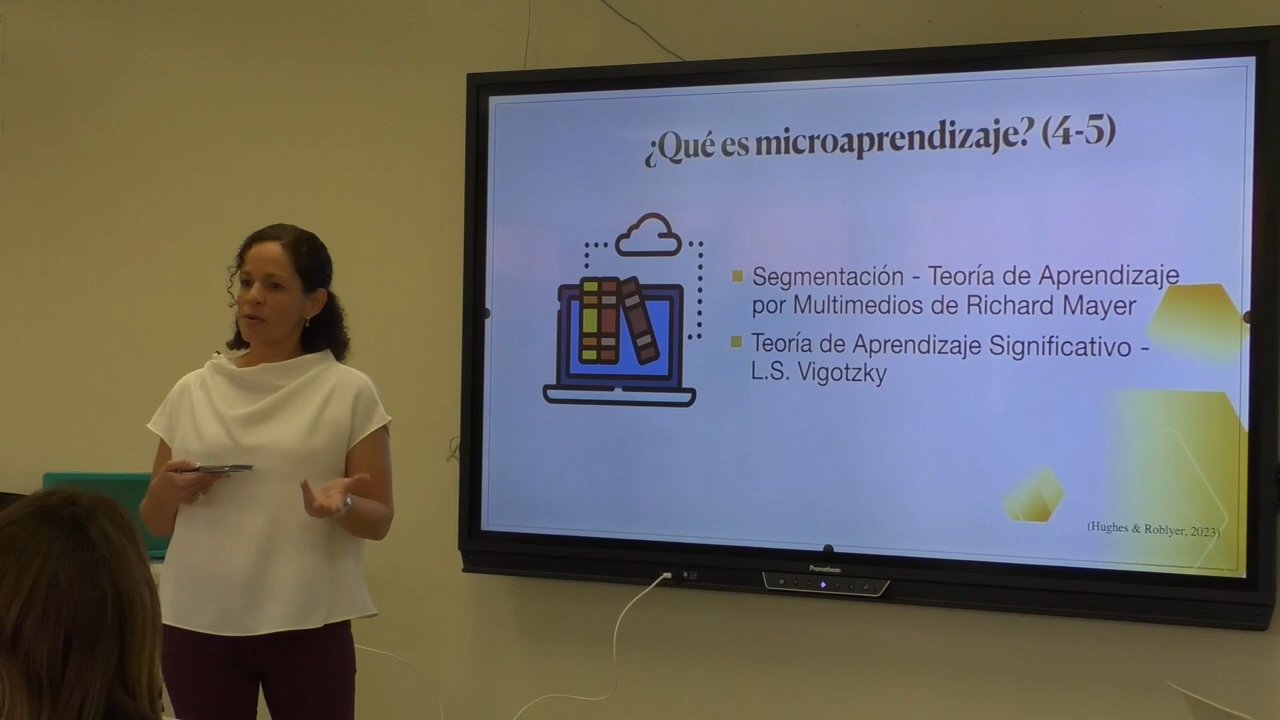 ¿Qué es microaprendizaje? (4-5)
Segmentación - Teoría de Aprendizaje
por Multimedios de Richard Mayer
Teoría de Aprendizaje Significativo -
L.S. Vigotzky
(Hughes & Roblyer, 2023)
Promethean